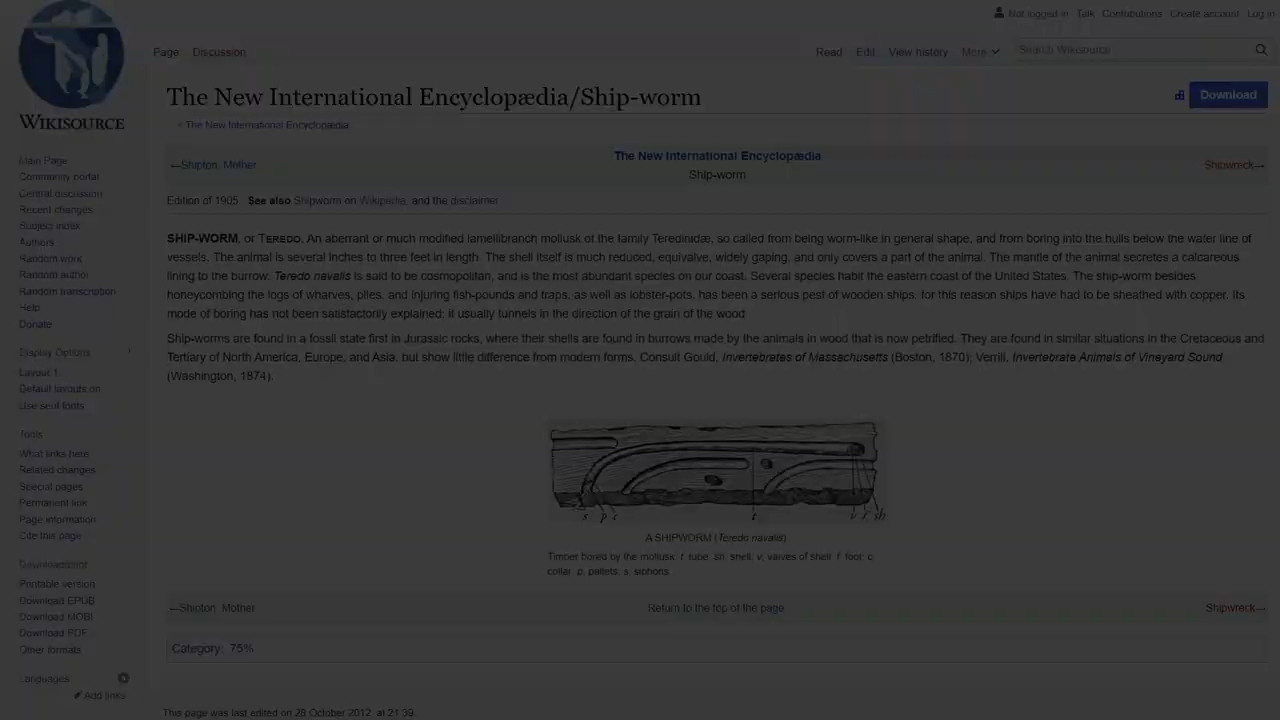 Not logged in Talk Contributions Create account Log in
Page Discussion Read Edit View history More Search Wikisource
WIKISOURCE
The New International Encyclopædia/Ship-worm
Download
< The New International Encyclopædia
←Shipton, Mother The New International Encyclopædia Shipwreck→
Ship-worm
Edition of 1905. See also Shipworm on Wikipedia, and the disclaimer.
SHIP-WORM, or TEREDO. An aberrant or much modified lamellibranch mollusk of the family Teredinidæ, so called from being worm-like in general shape, and from boring into the hulls below the water line of
vessels. The animal is several inches to three feet in length. The shell itself is much reduced, equivalve, widely gaping, and only covers a part of the animal. The mantle of the animal secretes a calcareous
lining to the burrow. Teredo navalis is said to be cosmopolitan, and is the most abundant species on our coast. Several species habit the eastern coast of the United States. The ship-worm besides
honeycombing the logs of wharves, piles, and injuring fish-pounds and traps, as well as lobster-pots, has been a serious pest of wooden ships, for this reason ships have had to be sheathed with copper. Its
mode of boring has not been satisfactorily explained; it usually tunnels in the direction of the grain of the wood.
Ship-worms are found in a fossil state first in Jurassic rocks, where their shells are found in burrows made by the animals in wood that is now petrified. They are found in similar situations in the Cretaceous and
Tertiary of North America, Europe, and Asia, but show little difference from modern forms. Consult Gould, Invertebrates of Massachusetts (Boston, 1870); Verrill, Invertebrate Animals of Vineyard Sound
(Washington, 1874).
s p c t v f sh
A SHIPWORM (Teredo navalis).
Timber bored by the mollusk: t, tube; sh, shell; v, valves of shell; f, foot; c,
collar; p, pallets; s, siphons.
←Shipton, Mother Return to the top of the page. Shipwreck→
Category: 75%
This page was last edited on 28 October 2012, at 21:39.
Main Page
Community portal
Central discussion
Recent changes
Subject index
Authors
Random work
Random author
Random transcription
Help
Donate
Display Options
Layout 1
Default layouts on
Use serif fonts
Tools
What links here
Related changes
Special pages
Permanent link
Page information
Cite this page
Download/print
Printable version
Download EPUB
Download MOBI
Download PDF
Other formats
Languages
Add links